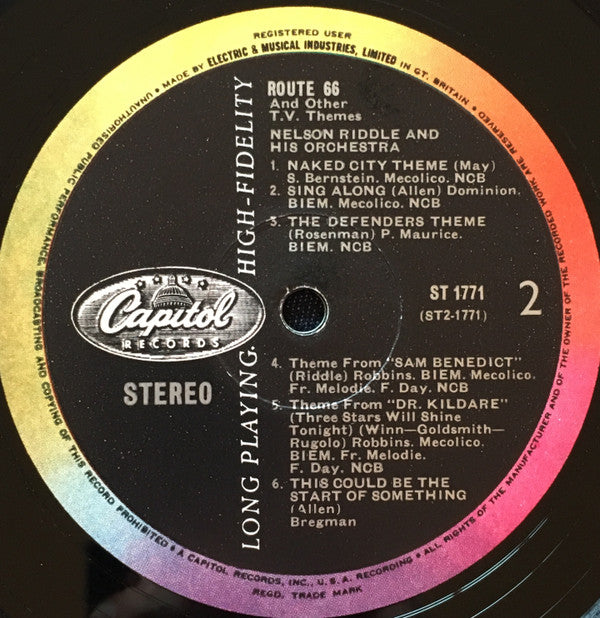 REGISTERED USER
• MADE BY ELECTRIC & MUSICAL INDUSTRIES, LIMITED IN GT. BRITAIN •
UNAUTHORISED PUBLIC PERFORMANCE, BROADCASTING AND COPYING OF THIS RECORD PROHIBITED • A CAPITOL RECORDS, INC., U.S.A. RECORDING • ALL RIGHTS OF THE MANUFACTURER AND OF THE OWNER OF THE RECORDED WORK ARE RESERVED •
REGD. TRADE MARK
LONG PLAYING. HIGH-FIDELITY
ROUTE 66
And Other
T.V. Themes
NELSON RIDDLE AND
HIS ORCHESTRA
1. NAKED CITY THEME (May)
S. Bernstein. Mecolico. NCB
2. SING ALONG (Allen) Dominion.
BIEM. Mecolico. NCB
3. THE DEFENDERS THEME
(Rosenman) P. Maurice.
BIEM. NCB
Capitol
RECORDS
STEREO
ST 1771
(ST2-1771)
2
4. Theme From "SAM BENEDICT"
(Riddle) Robbins. BIEM. Mecolico.
Fr. Melodie. F. Day. NCB
5. Theme From "DR. KILDARE"
(Three Stars Will Shine
Tonight) (Winn—Goldsmith—
Rugolo) Robbins. Mecolico.
BIEM. Fr. Melodie.
F. Day. NCB
6. THIS COULD BE THE
START OF SOMETHING
(Allen)
Bregman